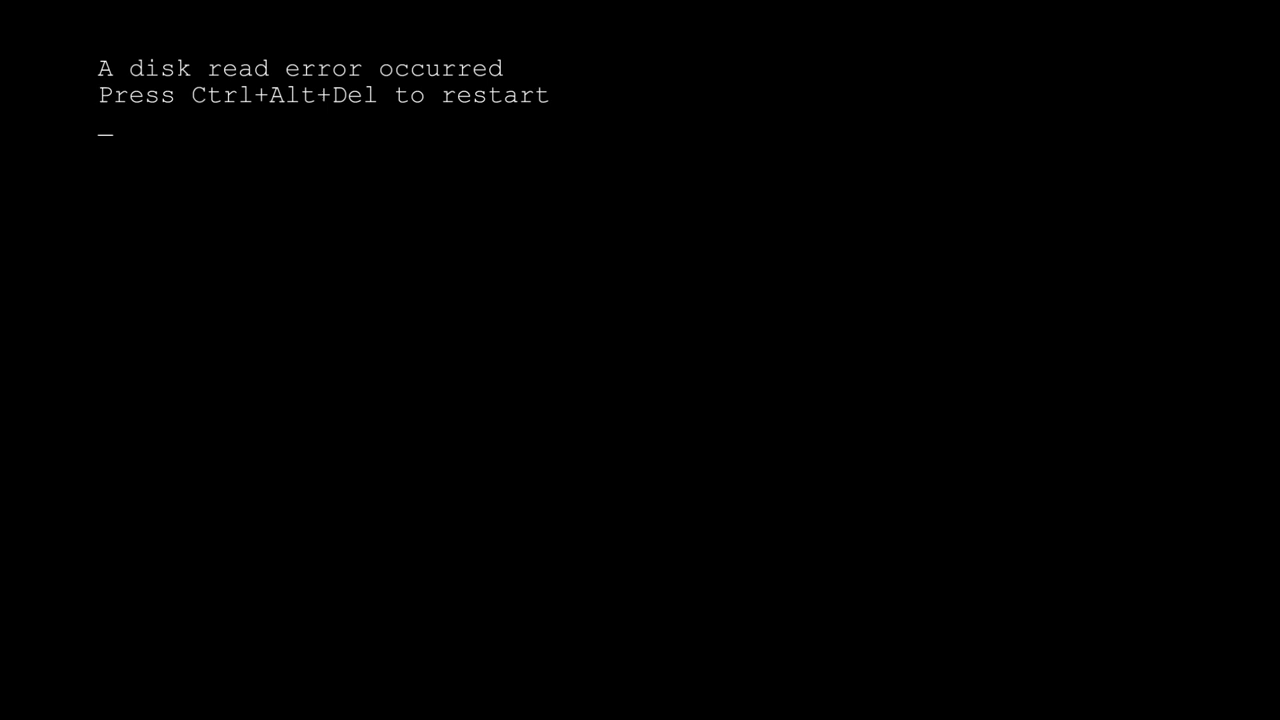 A disk read error occurred
Press Ctrl+Alt+Del to restart
_